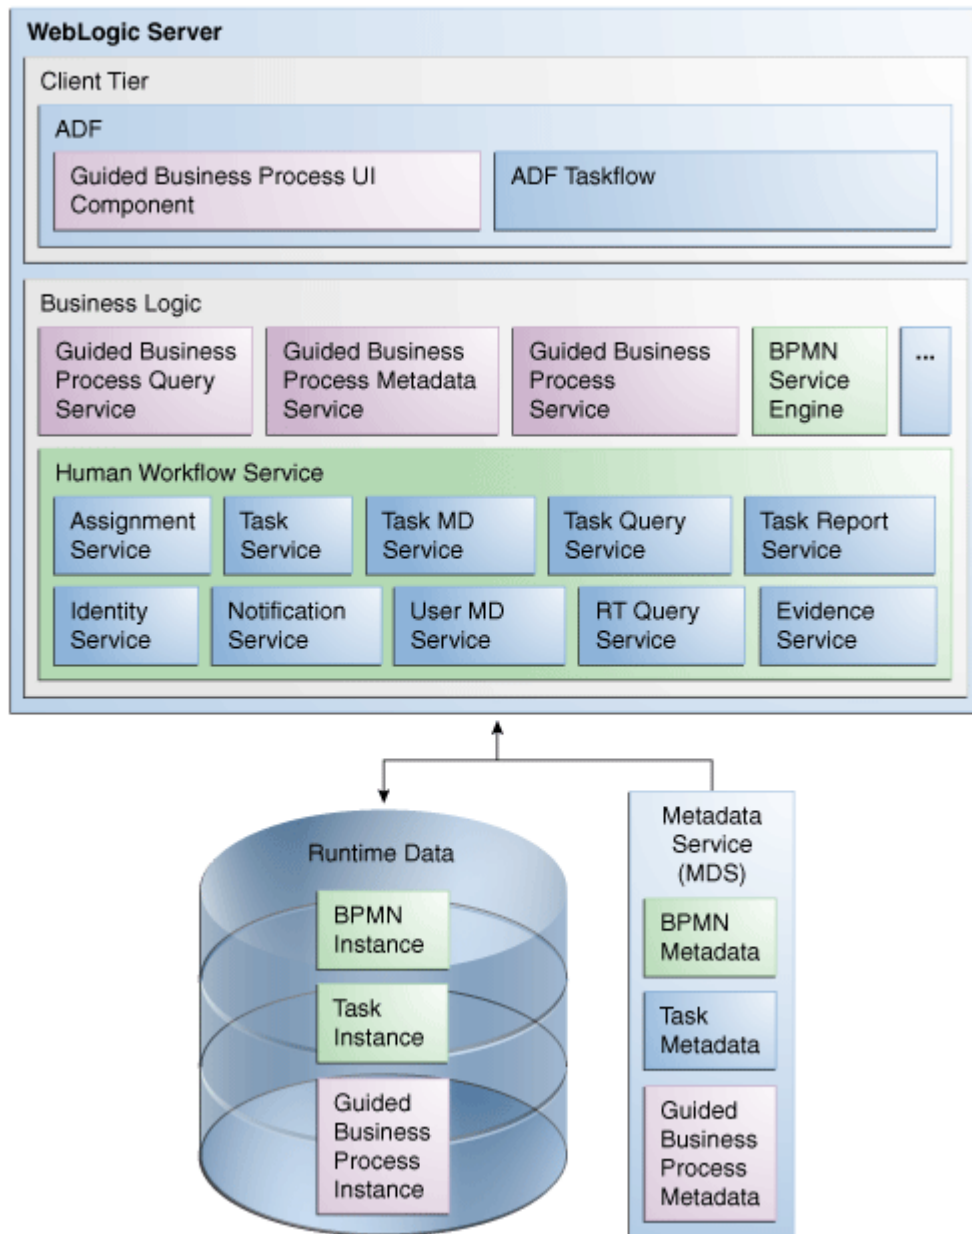 WebLogic Server
Client Tier
ADF
Guided Business Process UI
Component
ADF Taskflow
Business Logic
Guided Business
Process Query
Service
Guided Business
Process Metadata
Service
Guided Business
Process
Service
BPMN
Service
Engine
...
Human Workflow Service
Assignment
Service
Task
Service
Task MD
Service
Task Query
Service
Task Report
Service
Identity
Service
Notification
Service
User MD
Service
RT Query
Service
Evidence
Service
Runtime Data
BPMN
Instance
Task
Instance
Guided
Business
Process
Instance
Metadata
Service
(MDS)
BPMN
Metadata
Task
Metadata
Guided
Business
Process
Metadata